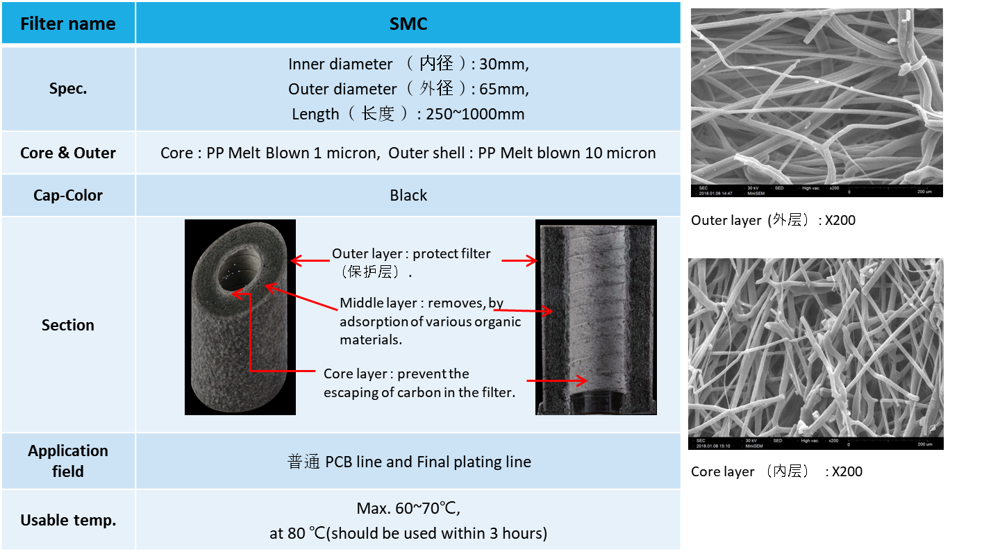 Filter name
SMC
Spec.
Inner diameter （ 内径 ）: 30mm,
Outer diameter （ 外径 ）: 65mm,
Length（ 长度 ）: 250~1000mm
Core & Outer
Core : PP Melt Blown 1 micron,  Outer shell : PP Melt blown 10 micron
Cap-Color
Black
Section
Outer layer : protect filter
（保护层）.
Middle layer : removes, by
adsorption of various organic
materials.
Core layer : prevent the
escaping of carbon in the filter.
Application
field
普通 PCB line and Final plating line
Usable temp.
Max. 60~70℃,
at 80 ℃(should be used within 3 hours)
SEC 30 kV SED High vac. x200 200 um
2018.01.08 14:47 MiniSEM 0
Outer layer (外层）: X200
SEC 30 kV SED High vac. x200 200 um
2018.01.08 15:10 MiniSEM 0
Core layer （内层） : X200